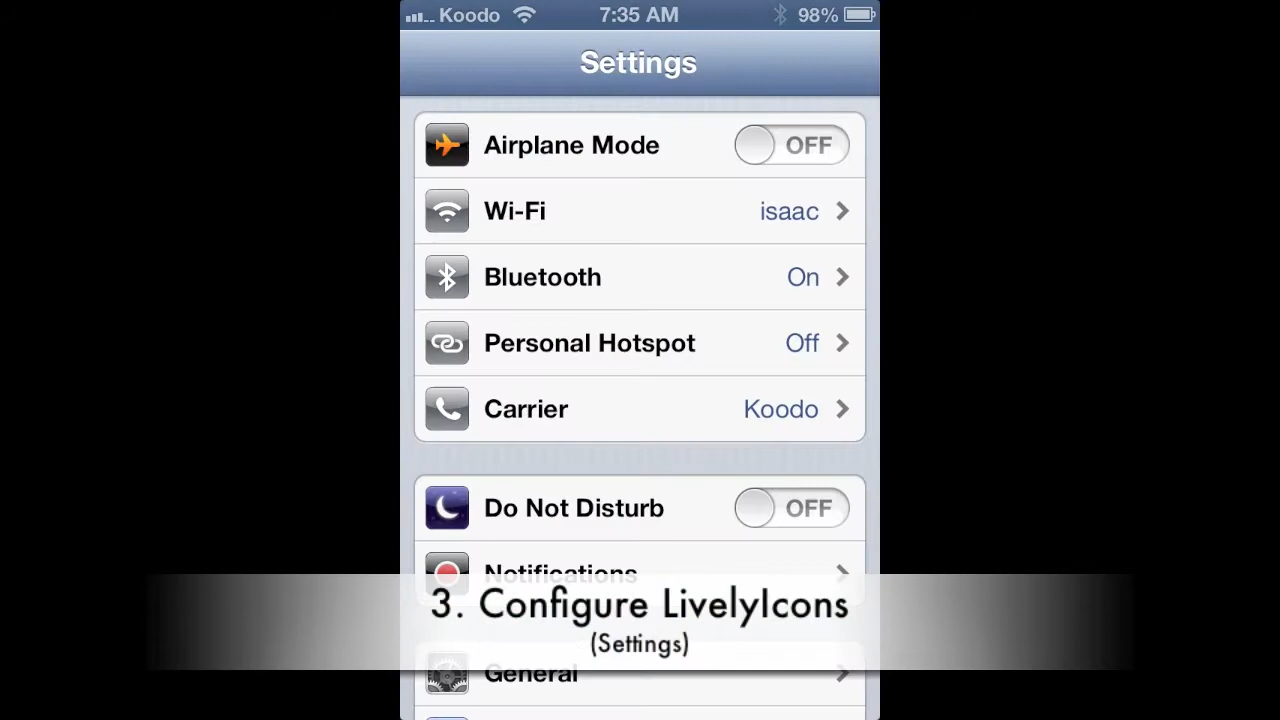 Koodo 7:35 AM 98%
Settings
Airplane Mode OFF
Wi-Fi isaac
Bluetooth On
Personal Hotspot Off
Carrier Koodo
Do Not Disturb OFF
Notifications
3. Configure LivelyIcons
(Settings)
General